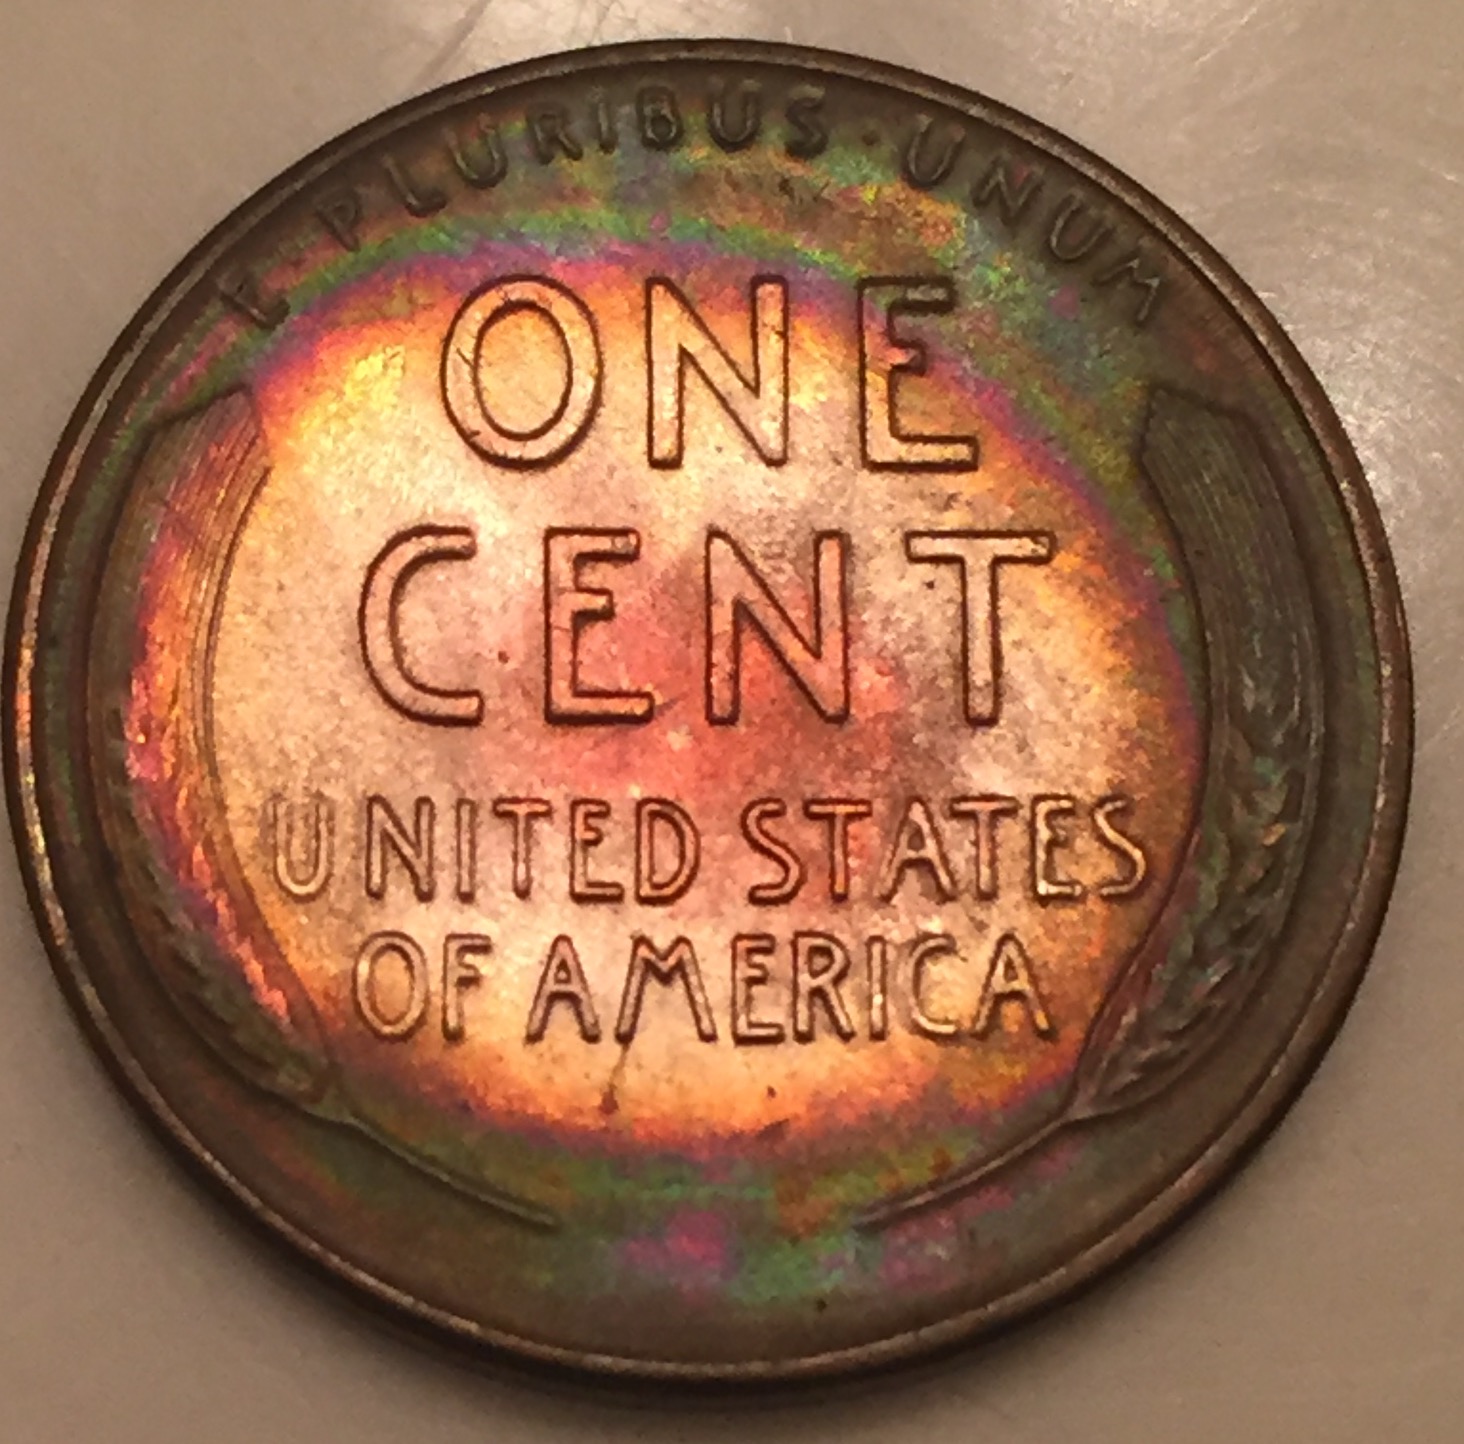 E·PLURIBUS·UNUM
ONE
CENT
UNITED STATES
OF AMERICA